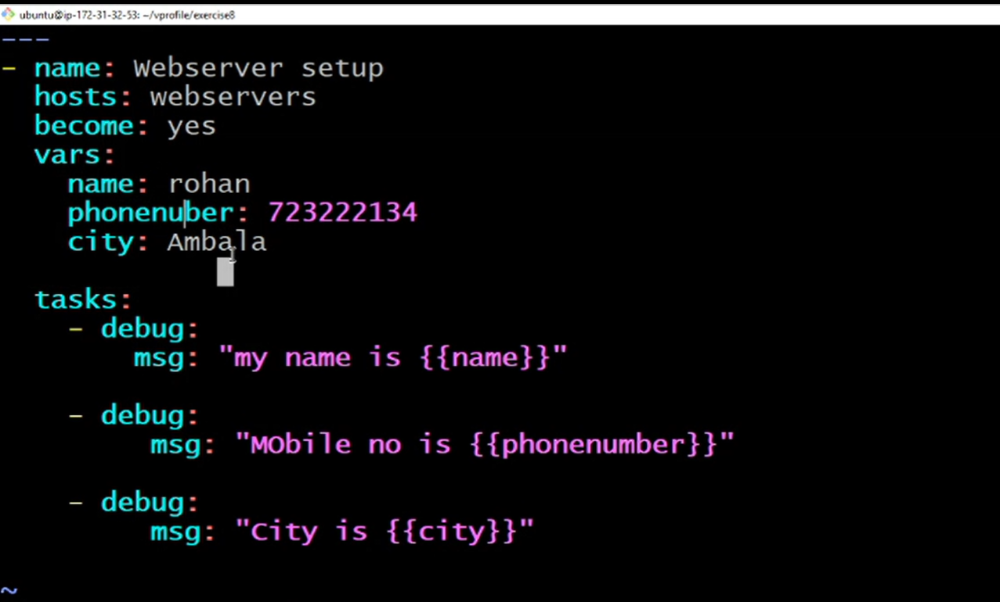 ubuntu@ip-172-31-32-53: ~/vprofile/exercise8
---
- name: Webserver setup
  hosts: webservers
  become: yes
  vars:
    name: rohan
    phonenuber: 723222134
    city: Ambala

  tasks:
    - debug:
        msg: "my name is {{name}}"

    - debug:
         msg: "MObile no is {{phonenumber}}"

    - debug:
         msg: "City is {{city}}"

~